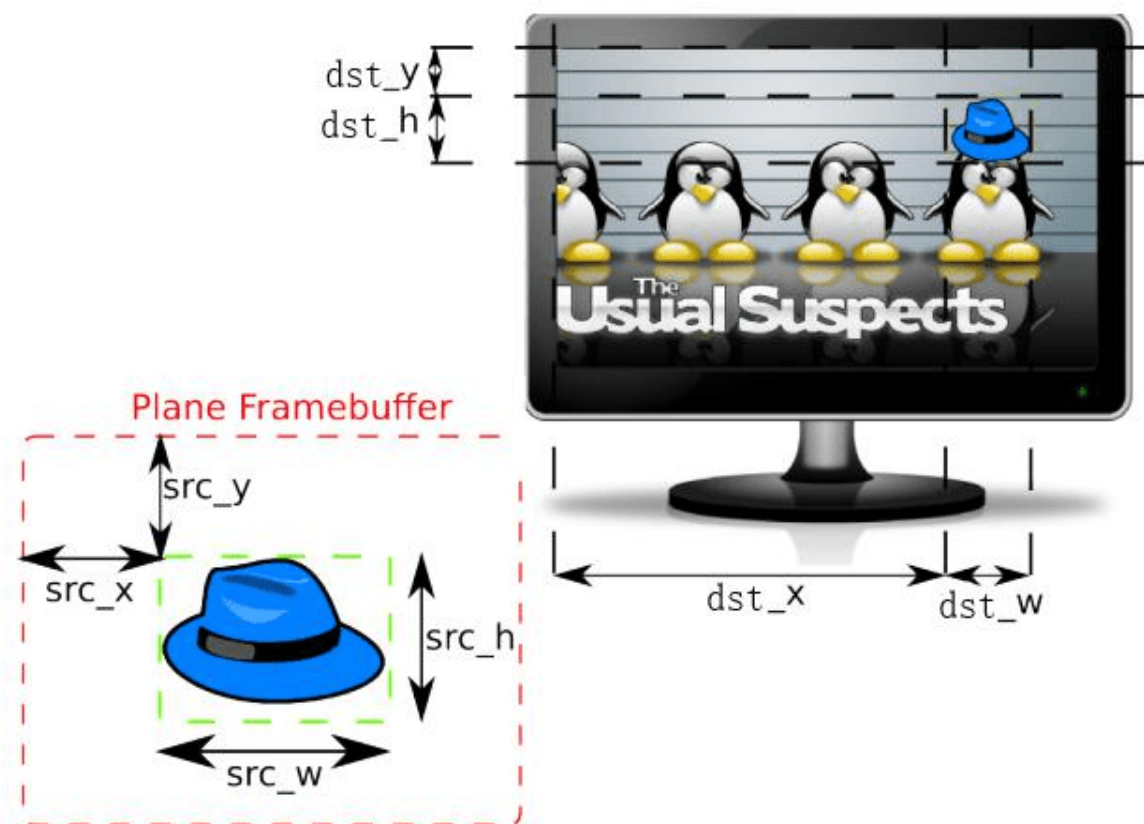 dst_y
dst_h
The
Usual Suspects
Plane Framebuffer
src_y
src_x
src_h
src_w
dst_x
dst_w